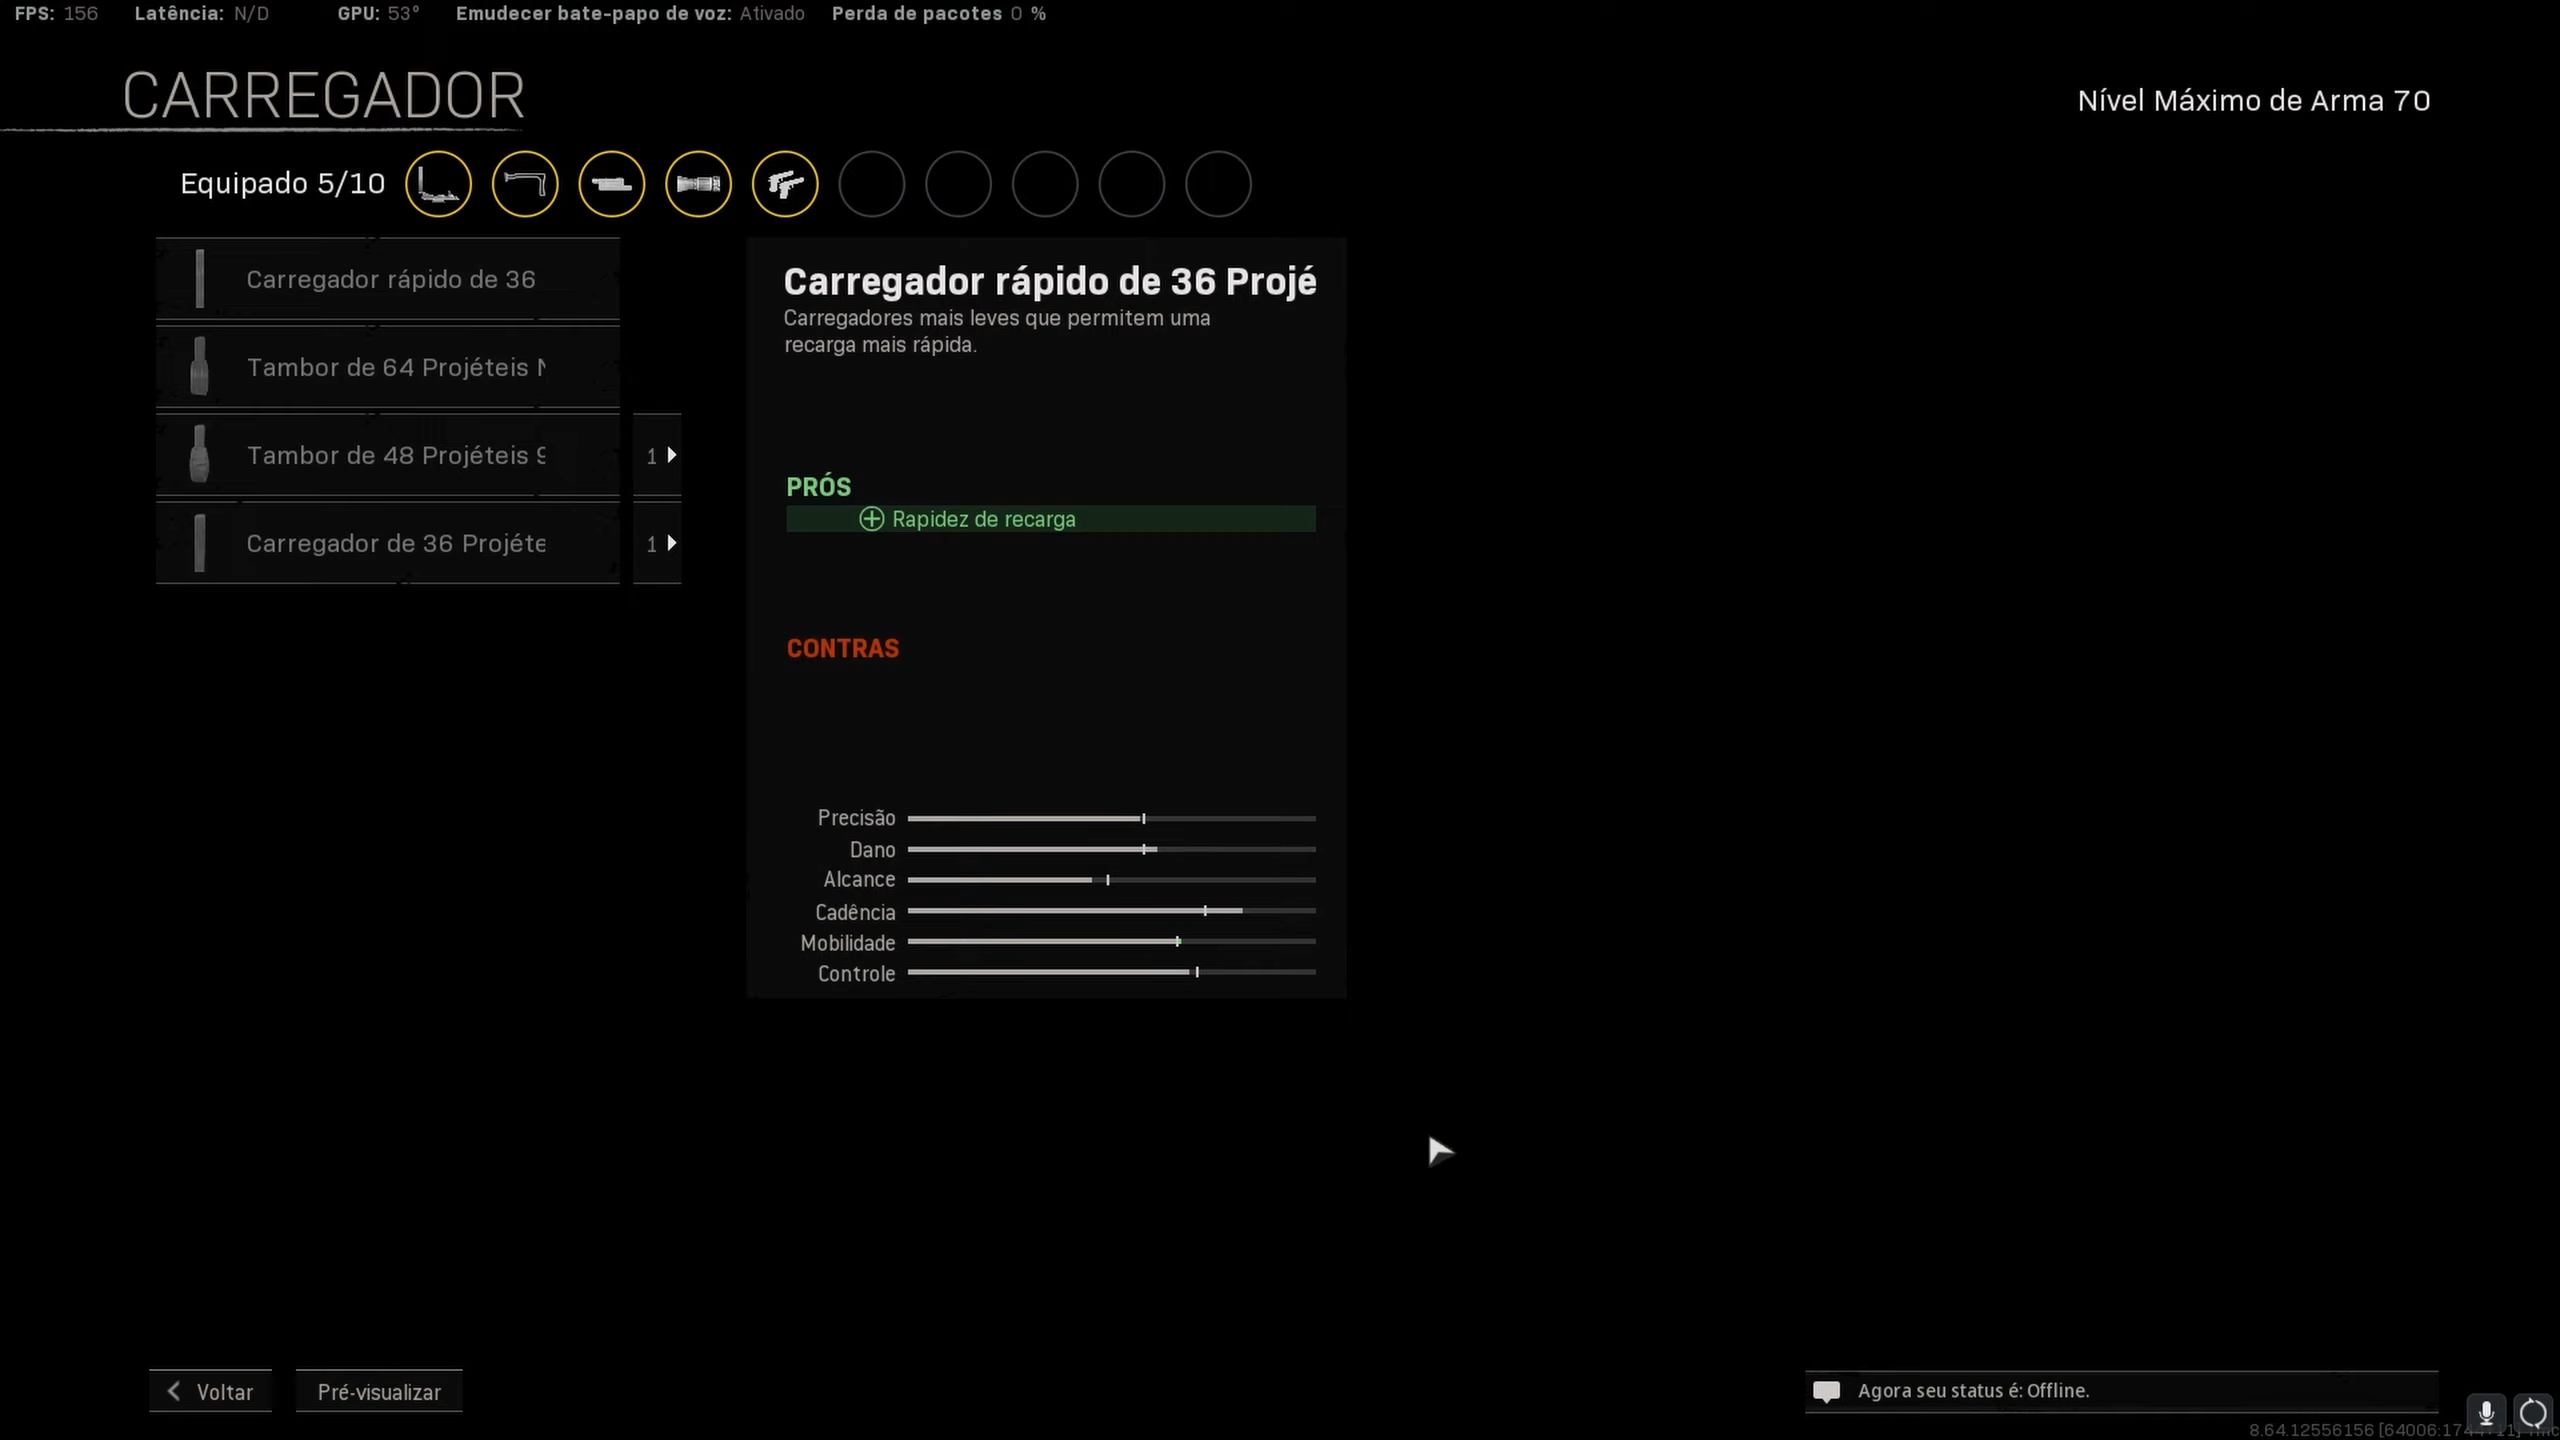 FPS: 156 Latência: N/D GPU: 53° Emudecer bate-papo de voz: Ativado Perda de pacotes 0 %
CARREGADOR
Nível Máximo de Arma 70
Equipado 5/10
Carregador rápido de 36
Tambor de 64 Projéteis
Tambor de 48 Projéteis 9
1
Carregador de 36 Projéte
1
Carregador rápido de 36 Projé
Carregadores mais leves que permitem uma
recarga mais rápida.
PRÓS
Rapidez de recarga
CONTRAS
Precisão
Dano
Alcance
Cadência
Mobilidade
Controle
Voltar
Pré-visualizar
Agora seu status é: Offline.